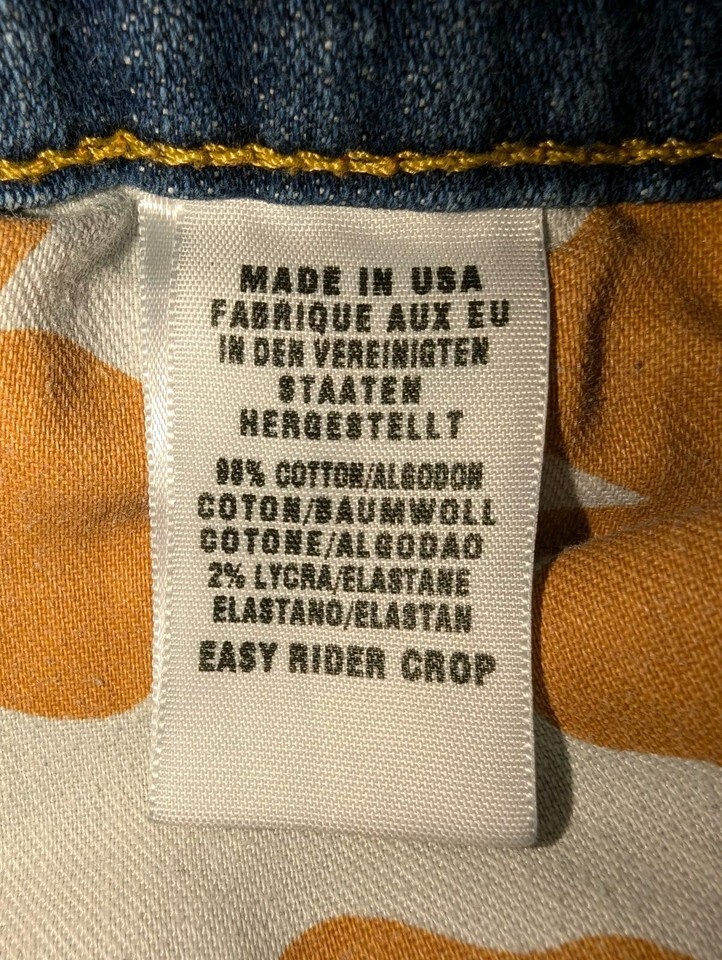 MADE IN USA
FABRIQUE AUX EU
IN DEN VEREINIGTEN
STAATEN
HERGESTELLT
98% COTTON/ALGODON
COTON/BAUMWOLL
COTONE/ALGODAO
2% LYCRA/ELASTANE
ELASTANO/ELASTAN
EASY RIDER CROP